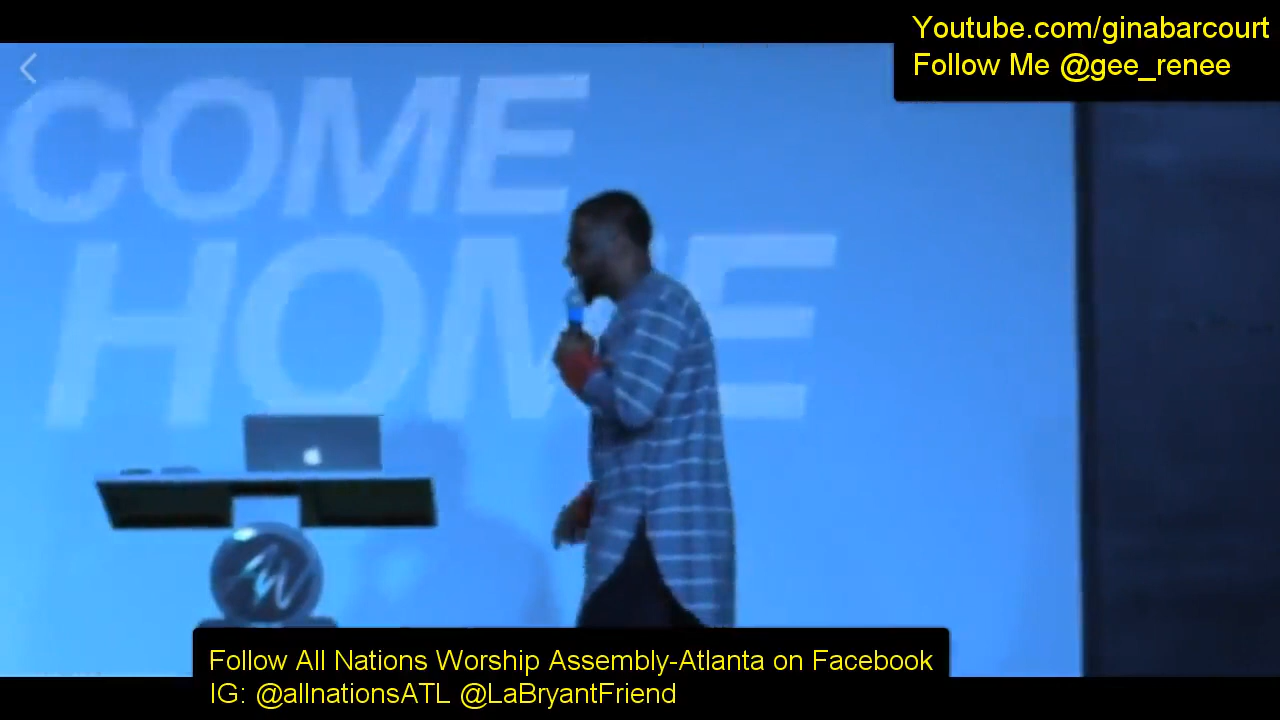 Youtube.com/ginabarcourt
Follow Me @gee_renee
COME
HOME
Follow All Nations Worship Assembly-Atlanta on Facebook
IG: @allnationsATL @LaBryantFriend